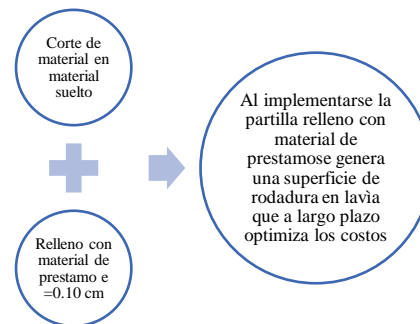 Corte de
material en
material
suelto
Relleno con
material de
prestamo e
=0.10 cm
Al implementarse la
partilla relleno con
material de
prestamose genera
una superficie de
rodadura en lavìa
que a largo plazo
optimiza los costos